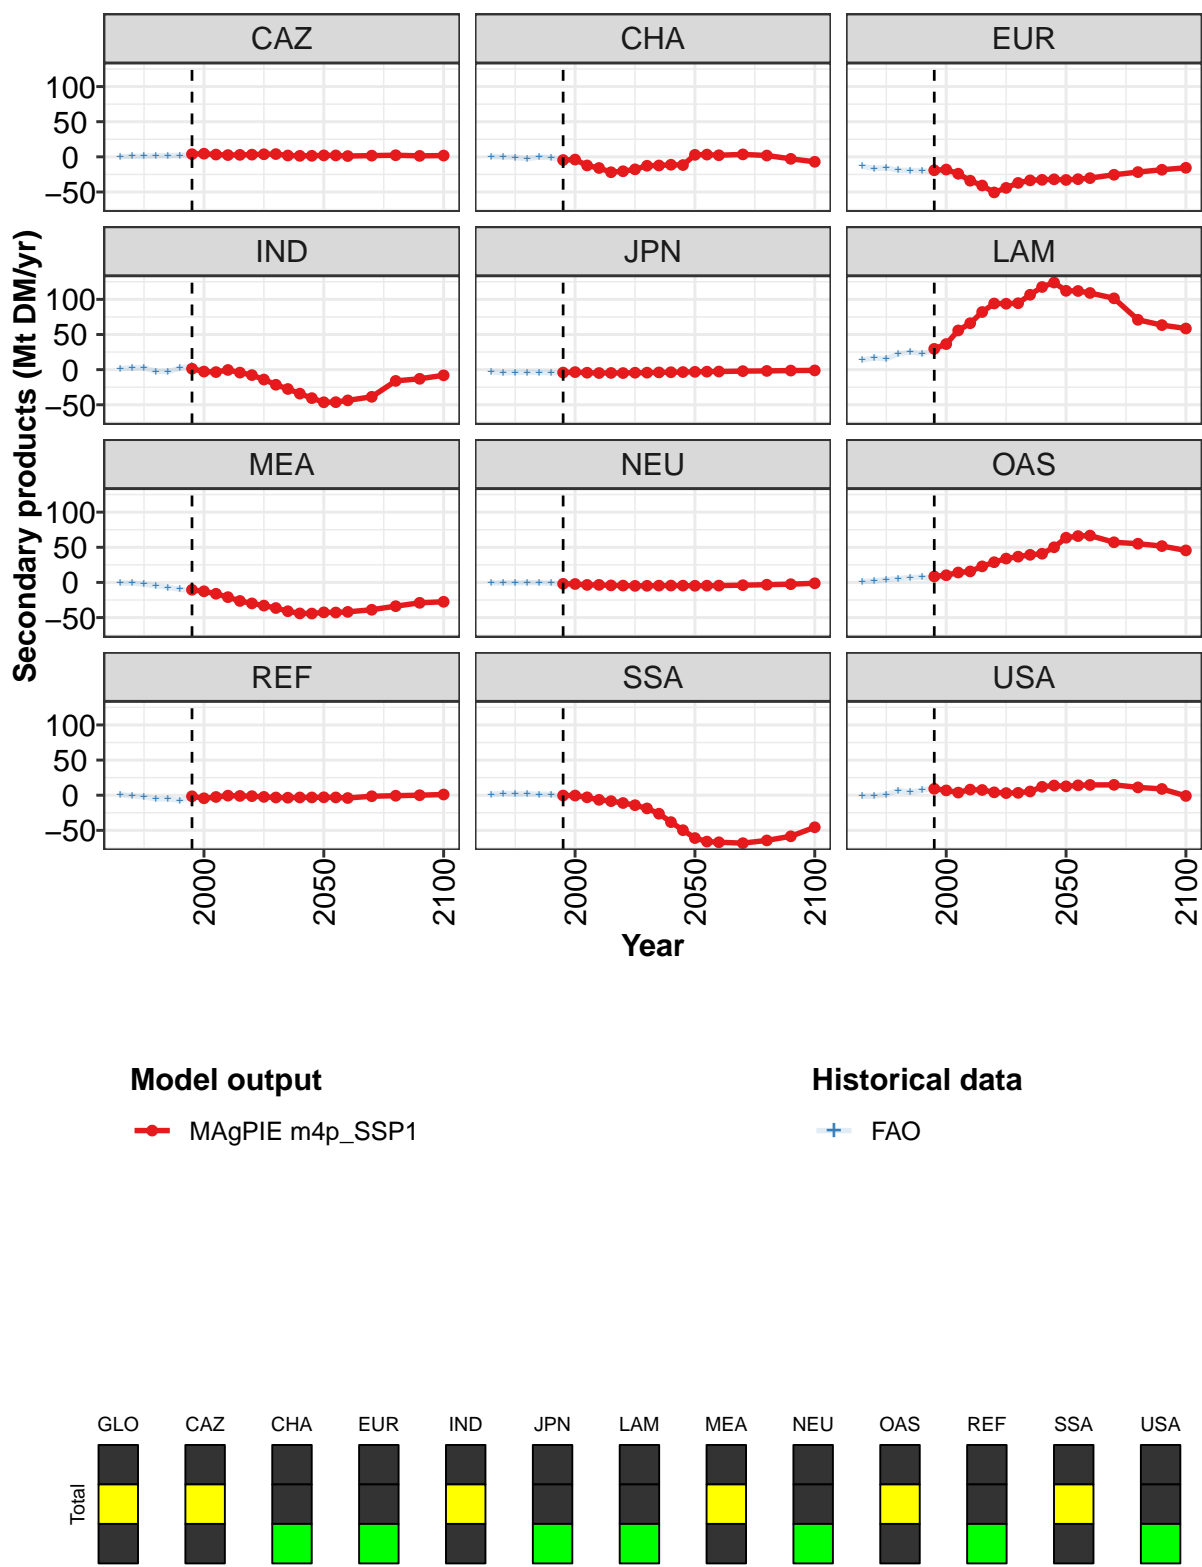 CAZ CHA EUR
100
50
0
−50
IND JPN LAM
100
50
0
−50
MEA NEU OAS
100
50
0
−50
REF SSA USA
100
50
0
−50
Secondary products (Mt DM/yr)
2000 2050 2100 2000 2050 2100 2000 2050 2100
Year
Model output Historical data
MAgPIE m4p_SSP1 FAO
GLO CAZ CHA EUR IND JPN LAM MEA NEU OAS REF SSA USA
Total